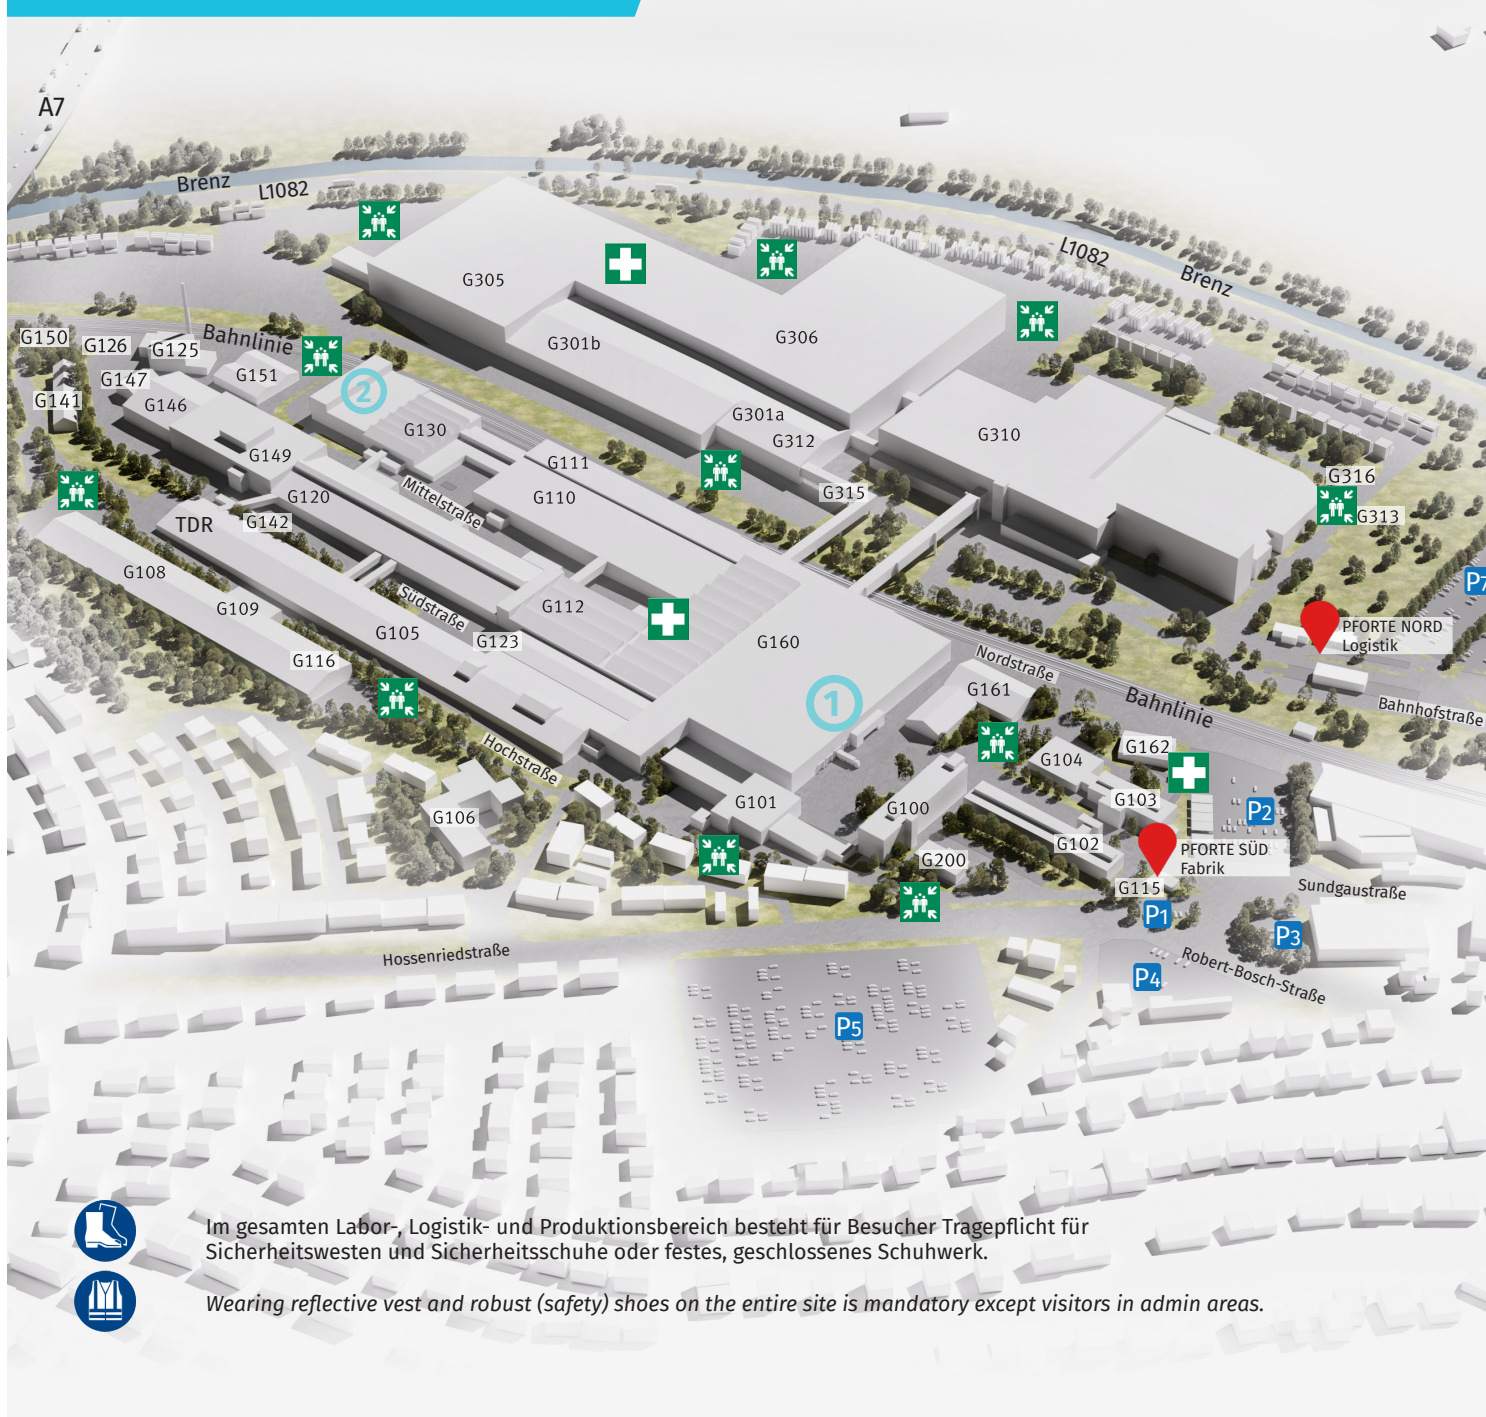 A7
Brenz
L1082
L1082
Brenz
G305
G306
G301b
G150
G126
G125
Bahnlinie
G151
G147
G146
G141
2
G130
G301a
G312
G310
G149
G111
G110
G120
Mittelstraße
G315
G316
G313
TDR
G142
G108
G109
G105
Südstraße
G112
G123
G160
G116
P7
PFORTE NORD
Logistik
Nordstraße
G161
Bahnlinie
Bahnhofstraße
1
Hochstraße
G162
G104
G101
G100
G103
P2
G106
G102
PFORTE SÜD
Fabrik
G200
G115
Sundgaustraße
P1
P3
Hossenriedstraße
Robert-Bosch-Straße
P4
P5
Im gesamten Labor-, Logistik- und Produktionsbereich besteht für Besucher Tragepflicht für
Sicherheitswesten und Sicherheitsschuhe oder festes, geschlossenes Schuhwerk.
Wearing reflective vest and robust (safety) shoes on the entire site is mandatory except visitors in admin areas.